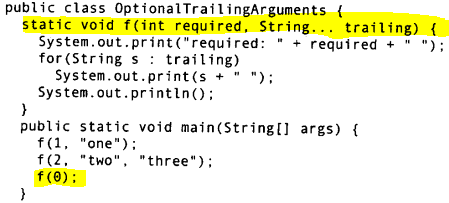 public class OptionalTrailingArguments {
  static void f(int required, String... trailing) {
    System.out.print("required: " + required + " ");
    for(String s : trailing)
      System.out.print(s + " ");
    System.out.println();
  }
  public static void main(String[] args) {
    f(1, "one");
    f(2, "two", "three");
    f(0);
  }